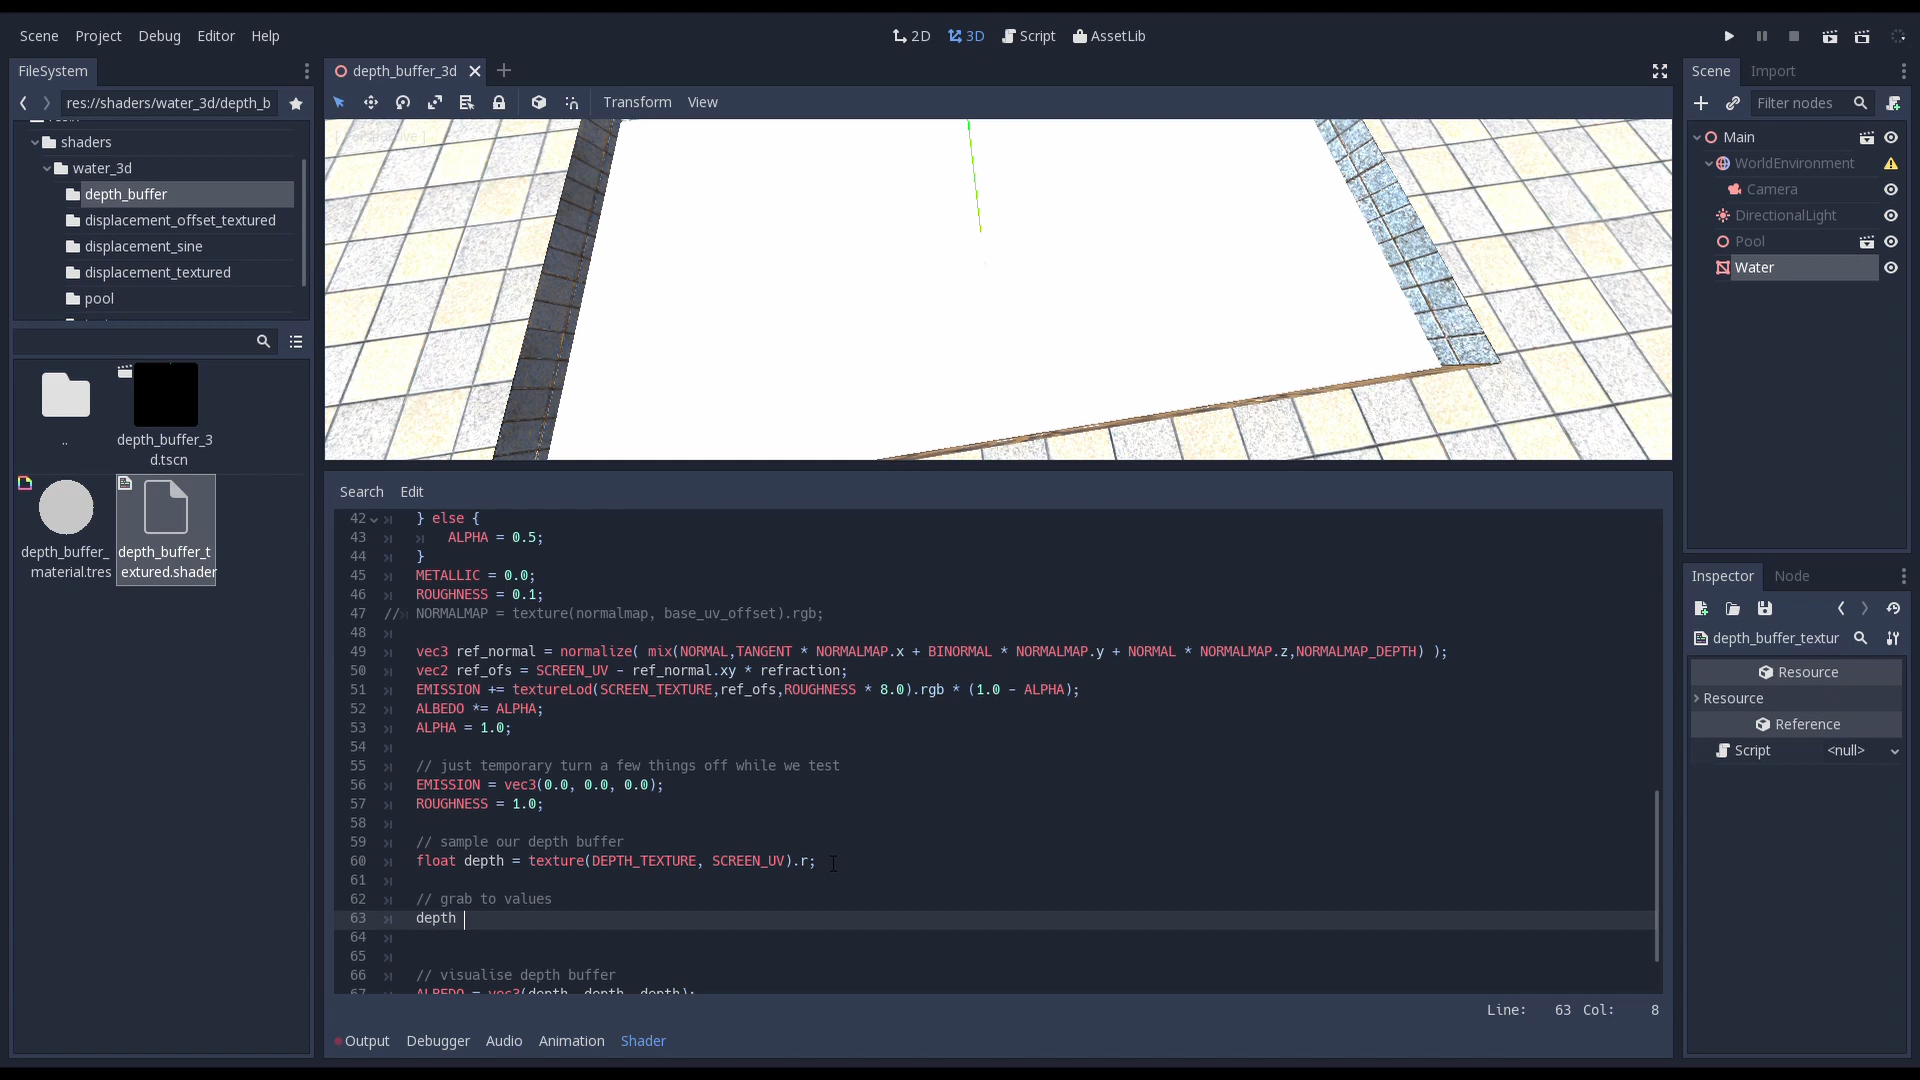 Scene Project Debug Editor Help
2D 3D Script AssetLib
FileSystem
res://shaders/water_3d/depth_b
shaders
water_3d
depth_buffer
displacement_offset_textured
displacement_sine
displacement_textured
pool
..
depth_buffer_3
d.tscn
depth_buffer_
material.tres
depth_buffer_t
extured.shader
depth_buffer_3d
Transform View
[ Perspective ]
Search Edit
42 } else {
43 ALPHA = 0.5;
44 }
45 METALLIC = 0.0;
46 ROUGHNESS = 0.1;
47 // NORMALMAP = texture(normalmap, base_uv_offset).rgb;
48
49 vec3 ref_normal = normalize( mix(NORMAL,TANGENT * NORMALMAP.x + BINORMAL * NORMALMAP.y + NORMAL * NORMALMAP.z,NORMALMAP_DEPTH) );
50 vec2 ref_ofs = SCREEN_UV - ref_normal.xy * refraction;
51 EMISSION += textureLod(SCREEN_TEXTURE,ref_ofs,ROUGHNESS * 8.0).rgb * (1.0 - ALPHA);
52 ALBEDO *= ALPHA;
53 ALPHA = 1.0;
54
55 // just temporary turn a few things off while we test
56 EMISSION = vec3(0.0, 0.0, 0.0);
57 ROUGHNESS = 1.0;
58
59 // sample our depth buffer
60 float depth = texture(DEPTH_TEXTURE, SCREEN_UV).r;
61
62 // grab to values
63 depth
64
65
66 // visualise depth buffer
67 ALBEDO = vec3(depth, depth, depth);
Line: 63 Col: 8
Output Debugger Audio Animation Shader
Scene Import
Filter nodes
Main
WorldEnvironment
Camera
DirectionalLight
Pool
Water
Inspector Node
depth_buffer_textur
Resource
Resource
Reference
Script <null>